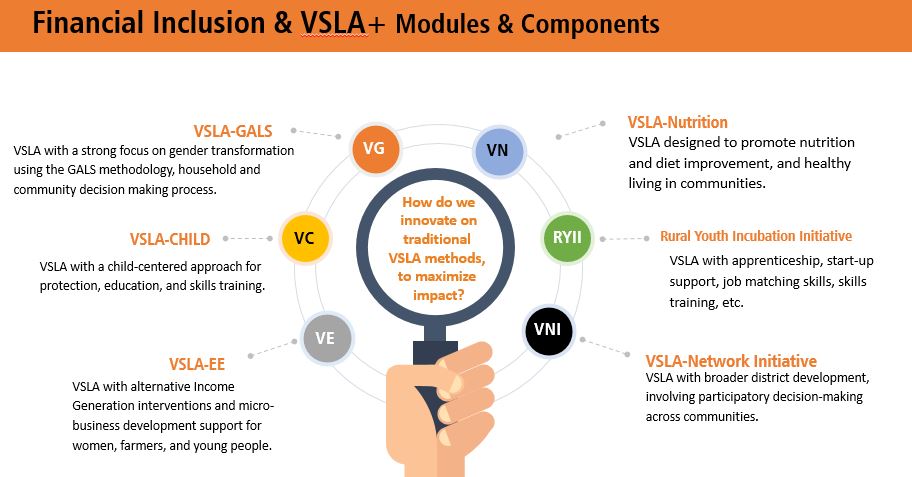 Financial Inclusion & VSLA+ Modules & Components
VSLA-GALS
VSLA with a strong focus on gender transformation
using the GALS methodology, household and
community decision making process.
VG
VN
VSLA-Nutrition
VSLA designed to promote nutrition
and diet improvement, and healthy
living in communities.
VSLA-CHILD
VSLA with a child-centered approach for
protection, education, and skills training.
VC
How do we
innovate on
traditional
VSLA methods,
to maximize
impact?
RYII
Rural Youth Incubation Initiative
VSLA with apprenticeship, start-up
support, job matching skills, skills
training, etc.
VSLA-EE
VSLA with alternative Income
Generation interventions and micro-
business development support for
women, farmers, and young people.
VE
VNI
VSLA-Network Initiative
VSLA with broader district development,
involving participatory decision-making
across communities.